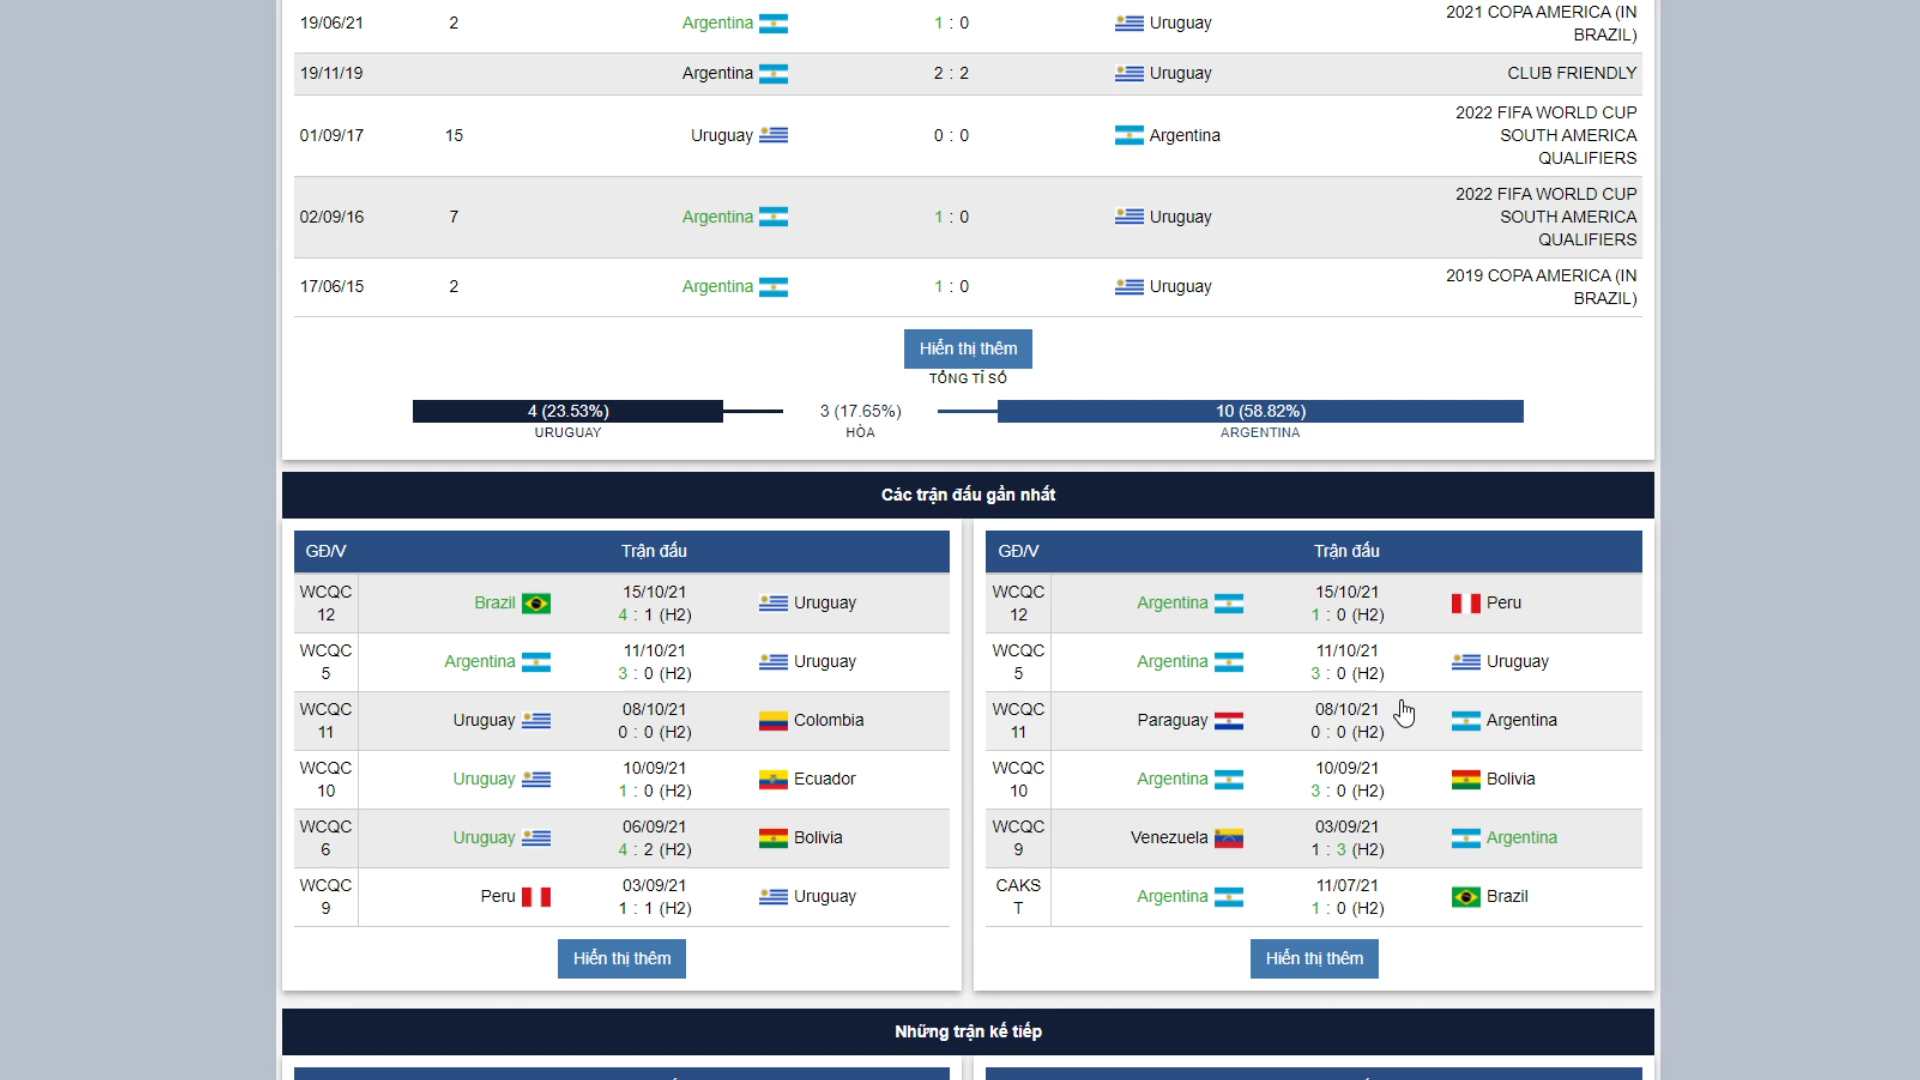 19/06/21 2 Argentina 1 : 0 Uruguay 2021 COPA AMERICA (IN
BRAZIL)
19/11/19 Argentina 2 : 2 Uruguay CLUB FRIENDLY
2022 FIFA WORLD CUP
01/09/17 15 Uruguay 0 : 0 Argentina SOUTH AMERICA
QUALIFIERS
2022 FIFA WORLD CUP
02/09/16 7 Argentina 1 : 0 Uruguay SOUTH AMERICA
QUALIFIERS
17/06/15 2 Argentina 1 : 0 Uruguay 2019 COPA AMERICA (IN
BRAZIL)
Hiển thị thêm
TỔNG TỈ SỐ
4 (23.53%) 3 (17.65%) 10 (58.82%)
URUGUAY HÒA ARGENTINA
Các trận đấu gần nhất
GĐ/V Trận đấu
WCQC 15/10/21
12 Brazil 4 : 1 (H2) Uruguay
WCQC 11/10/21
5 Argentina 3 : 0 (H2) Uruguay
WCQC 08/10/21
11 Uruguay 0 : 0 (H2) Colombia
WCQC 10/09/21
10 Uruguay 1 : 0 (H2) Ecuador
WCQC 06/09/21
6 Uruguay 4 : 2 (H2) Bolivia
WCQC 03/09/21
9 Peru 1 : 1 (H2) Uruguay
Hiển thị thêm
GĐ/V Trận đấu
WCQC 15/10/21
12 Argentina 1 : 0 (H2) Peru
WCQC 11/10/21
5 Argentina 3 : 0 (H2) Uruguay
WCQC 08/10/21
11 Paraguay 0 : 0 (H2) Argentina
WCQC 10/09/21
10 Argentina 3 : 0 (H2) Bolivia
WCQC 03/09/21
9 Venezuela 1 : 3 (H2) Argentina
CAKS 11/07/21
T Argentina 1 : 0 (H2) Brazil
Hiển thị thêm
Những trận kế tiếp